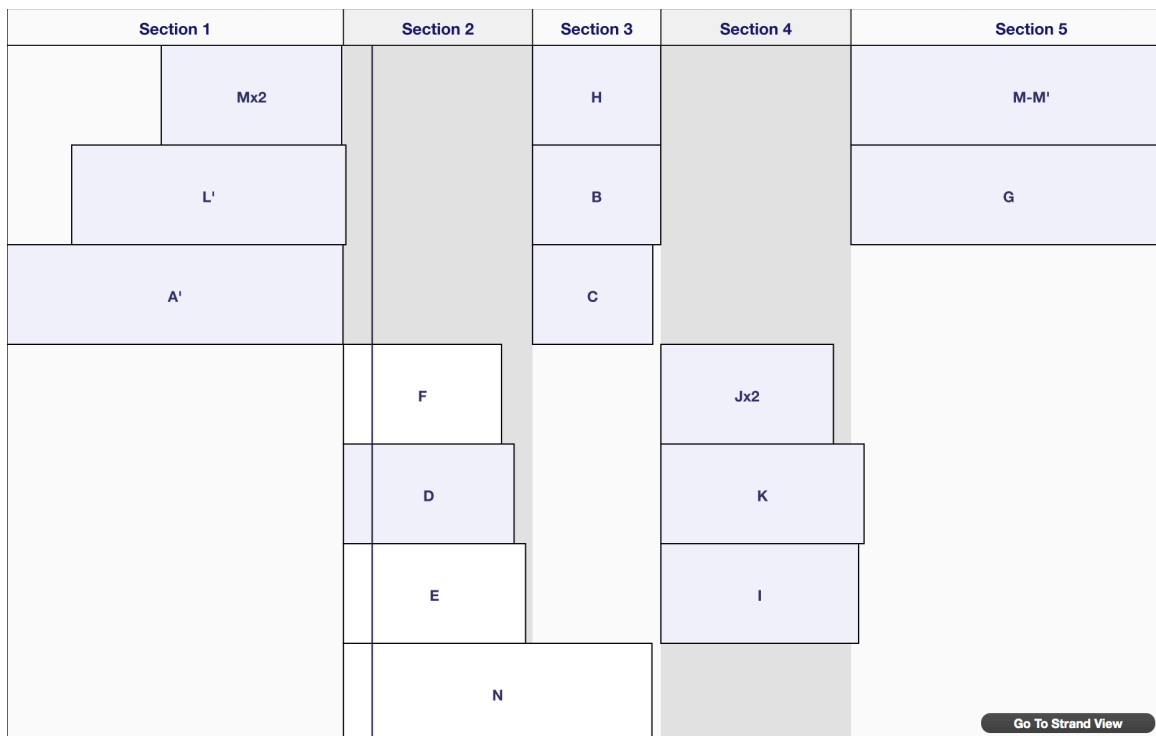 Section 1 Section 2 Section 3 Section 4 Section 5
Mx2 H M-M'
L' B G
A' C
F Jx2
D K
E I
N
Go To Strand View